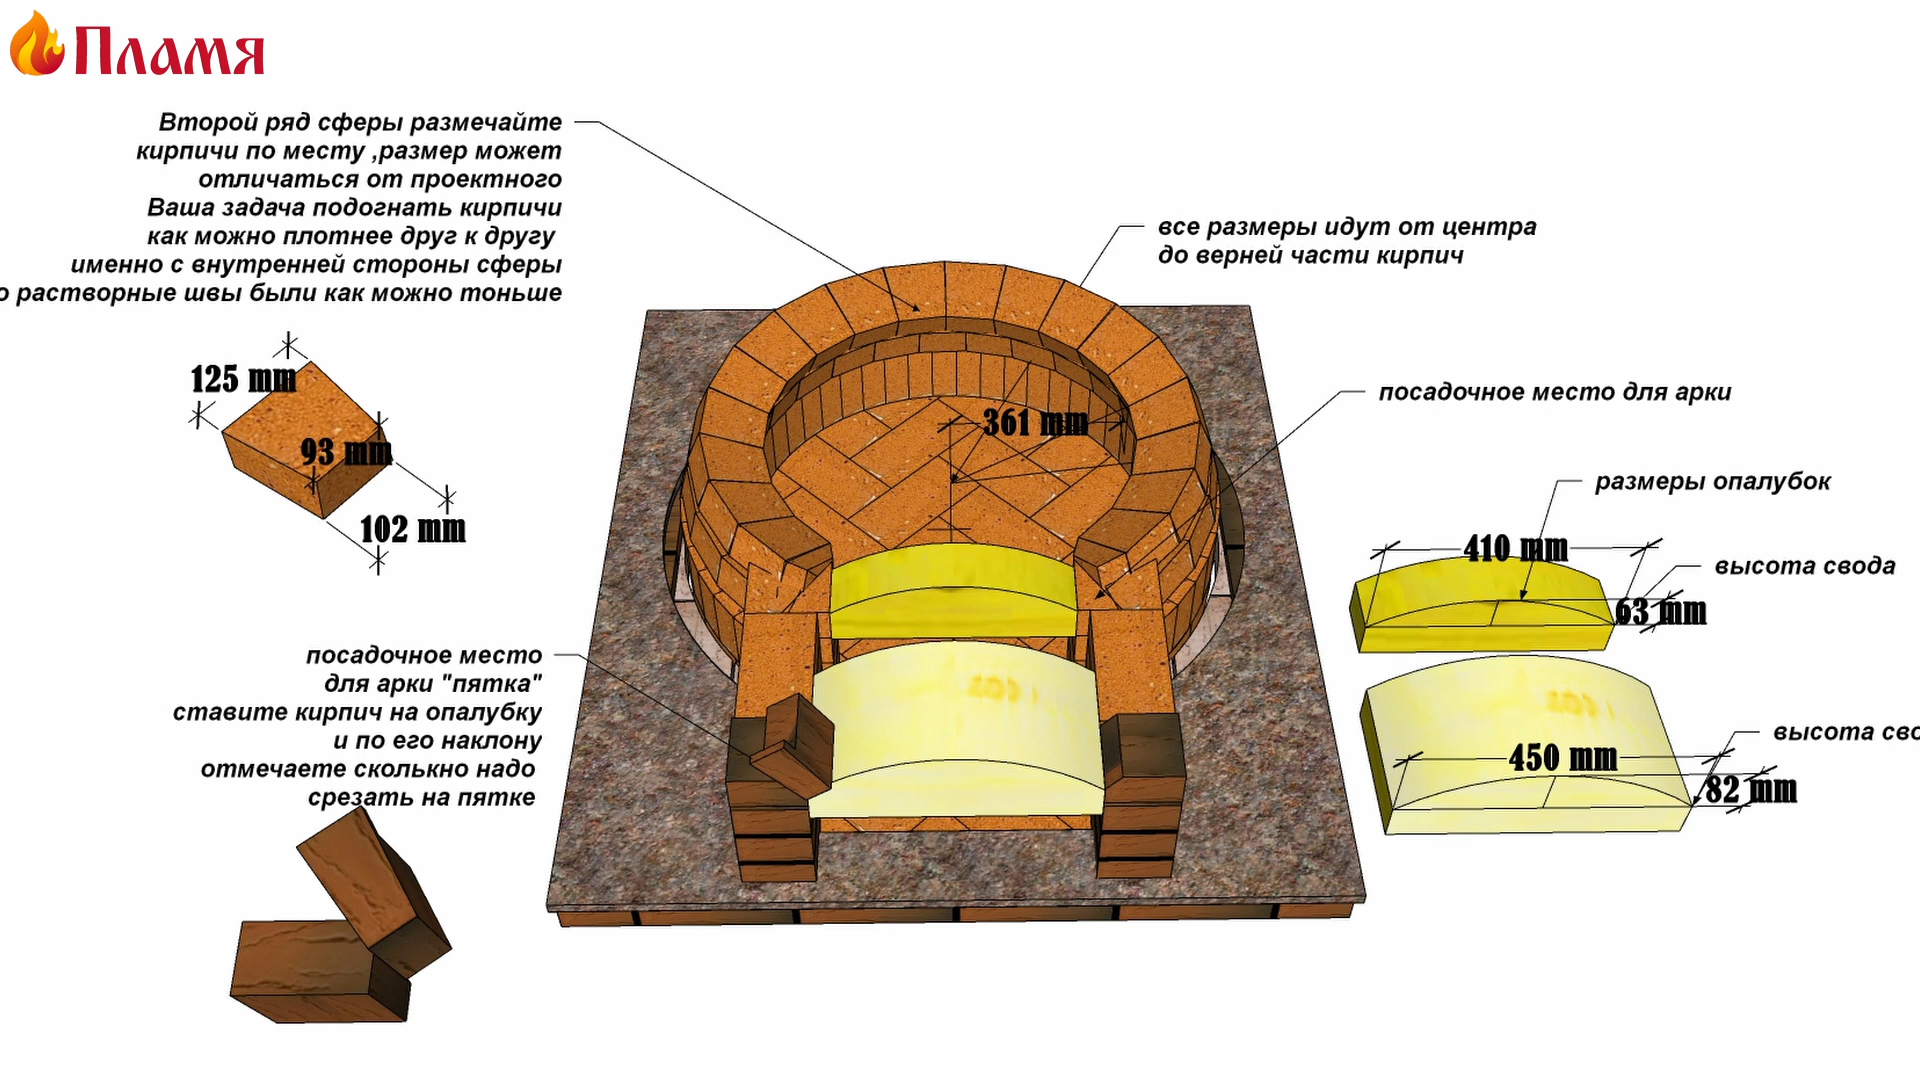 Пламя
Второй ряд сферы размечайте
кирпичи по месту ,размер может
отличаться от проектного
Ваша задача подогнать кирпичи
как можно плотнее друг к другу
именно с внутренней стороны сферы
о растворные швы были как можно тоньше
все размеры идут от центра
до верней части кирпич
125 mm
93 mm
102 mm
361 mm
посадочное место для арки
размеры опалубок
410 mm
высота свода
63 mm
посадочное место
для арки "пятка"
ставите кирпич на опалубку
и по его наклону
отмечаете сколькно надо
срезать на пятке
высота сво
450 mm
82 mm